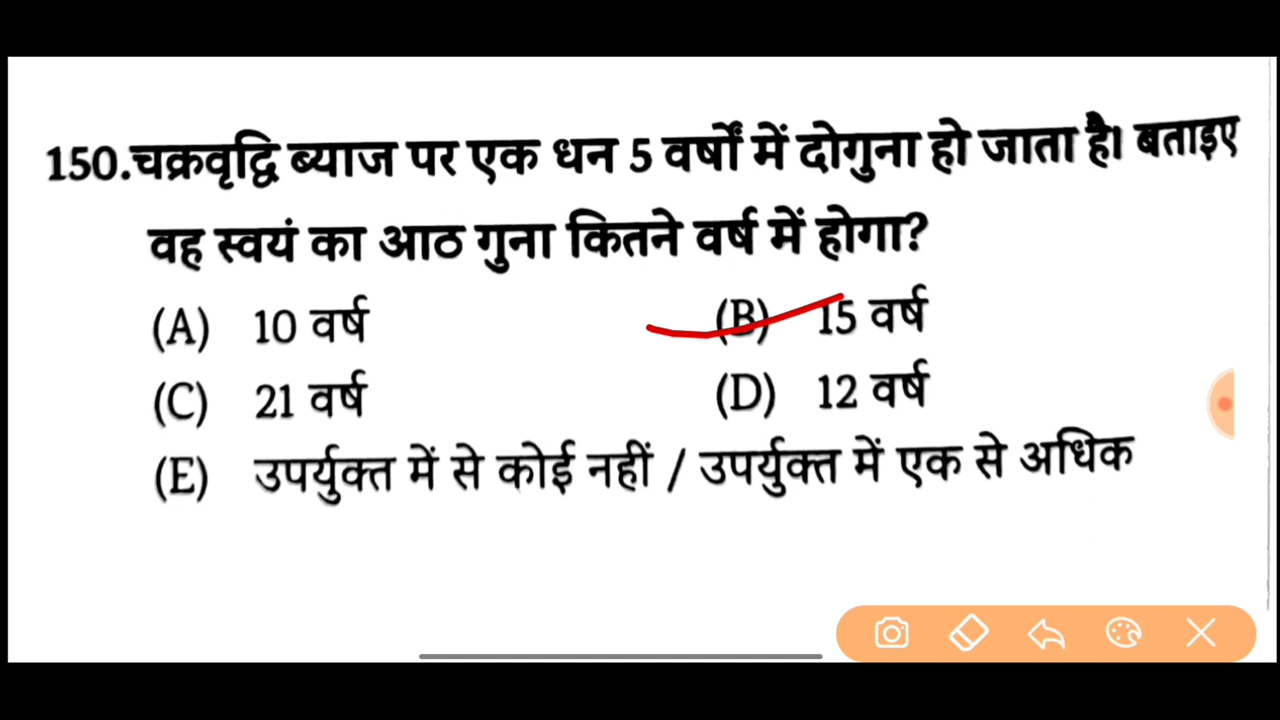 150.चक्रवृद्धि ब्याज पर एक धन 5 वर्षों में दोगुना हो जाता है। बताइए
वह स्वयं का आठ गुना कितने वर्ष में होगा?
(A) 10 वर्ष (B) 15 वर्ष
(C) 21 वर्ष (D) 12 वर्ष
(E) उपर्युक्त में से कोई नहीं / उपर्युक्त में एक से अधिक